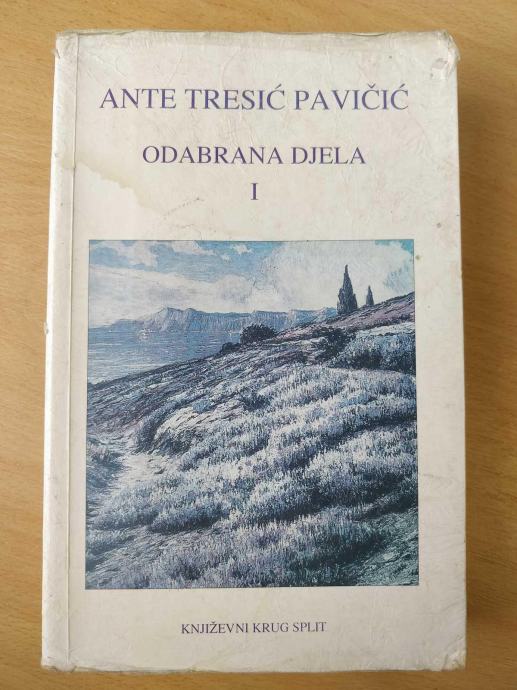 ANTE TRESIĆ PAVIČIĆ
ODABRANA DJELA
I
KNJIŽEVNI KRUG SPLIT